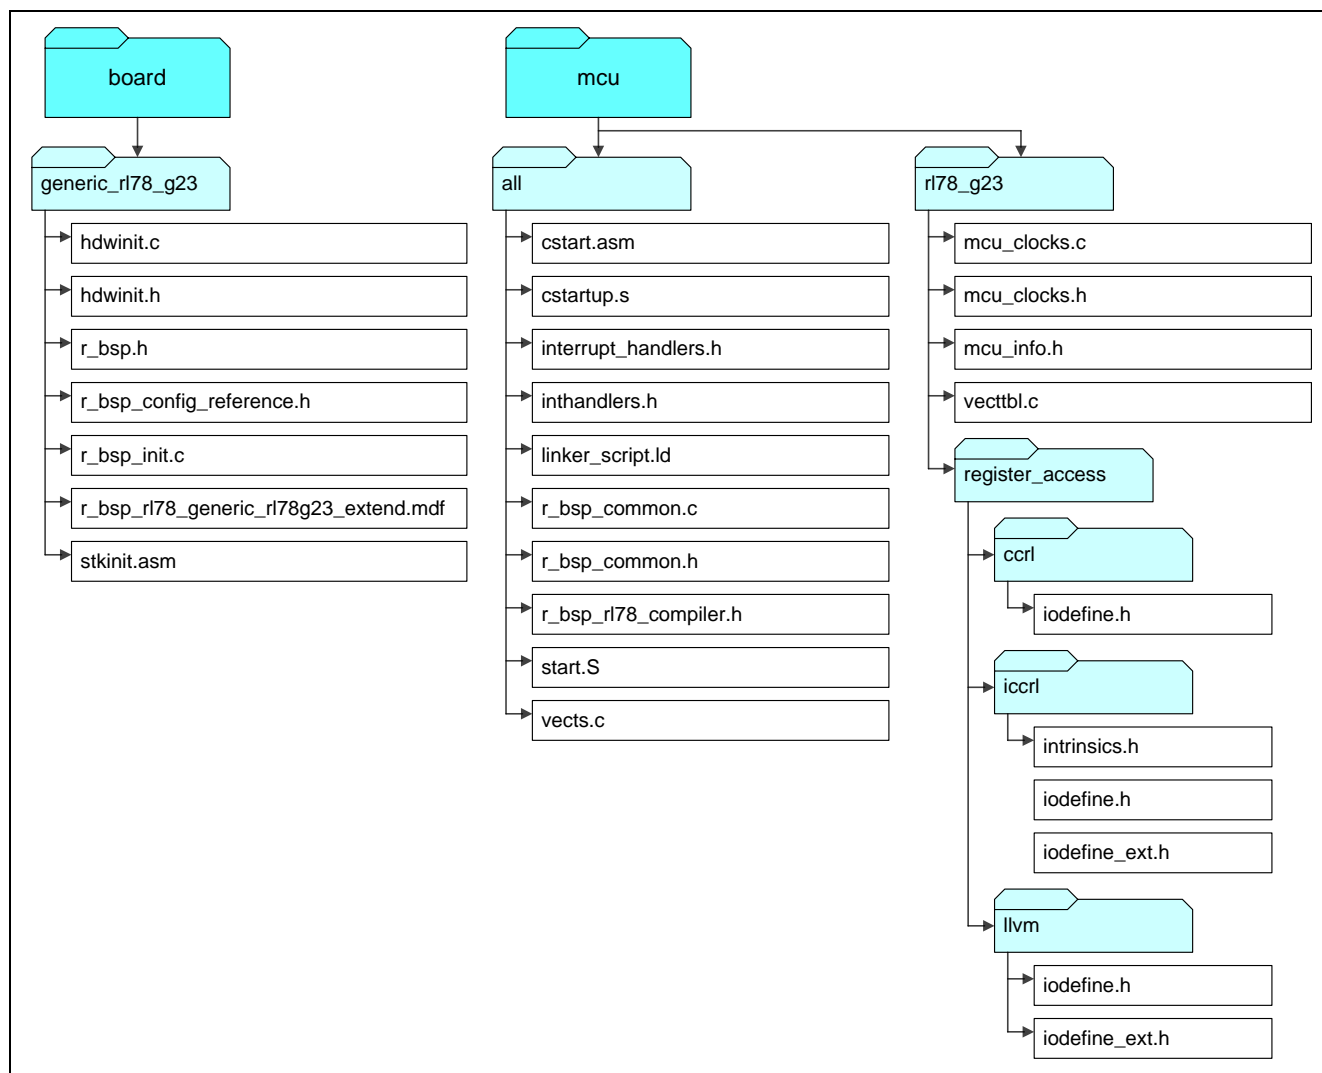 board
generic_rl78_g23
hdwinit.c
hdwinit.h
r_bsp.h
r_bsp_config_reference.h
r_bsp_init.c
r_bsp_rl78_generic_rl78g23_extend.mdf
stkinit.asm
mcu
all
cstart.asm
cstartup.s
interrupt_handlers.h
inthandlers.h
linker_script.ld
r_bsp_common.c
r_bsp_common.h
r_bsp_rl78_compiler.h
start.S
vects.c
rl78_g23
mcu_clocks.c
mcu_clocks.h
mcu_info.h
vecttbl.c
register_access
ccrl
iodefine.h
iccrl
intrinsics.h
iodefine.h
iodefine_ext.h
llvm
iodefine.h
iodefine_ext.h